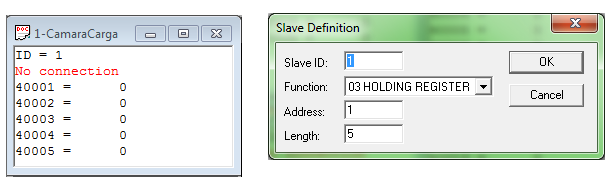 1-CamaraCarga
ID = 1
No connection
40001 = 0
40002 = 0
40003 = 0
40004 = 0
40005 = 0
Slave Definition
Slave ID: 1
OK
Function: 03 HOLDING REGISTER
Cancel
Address: 1
Length: 5